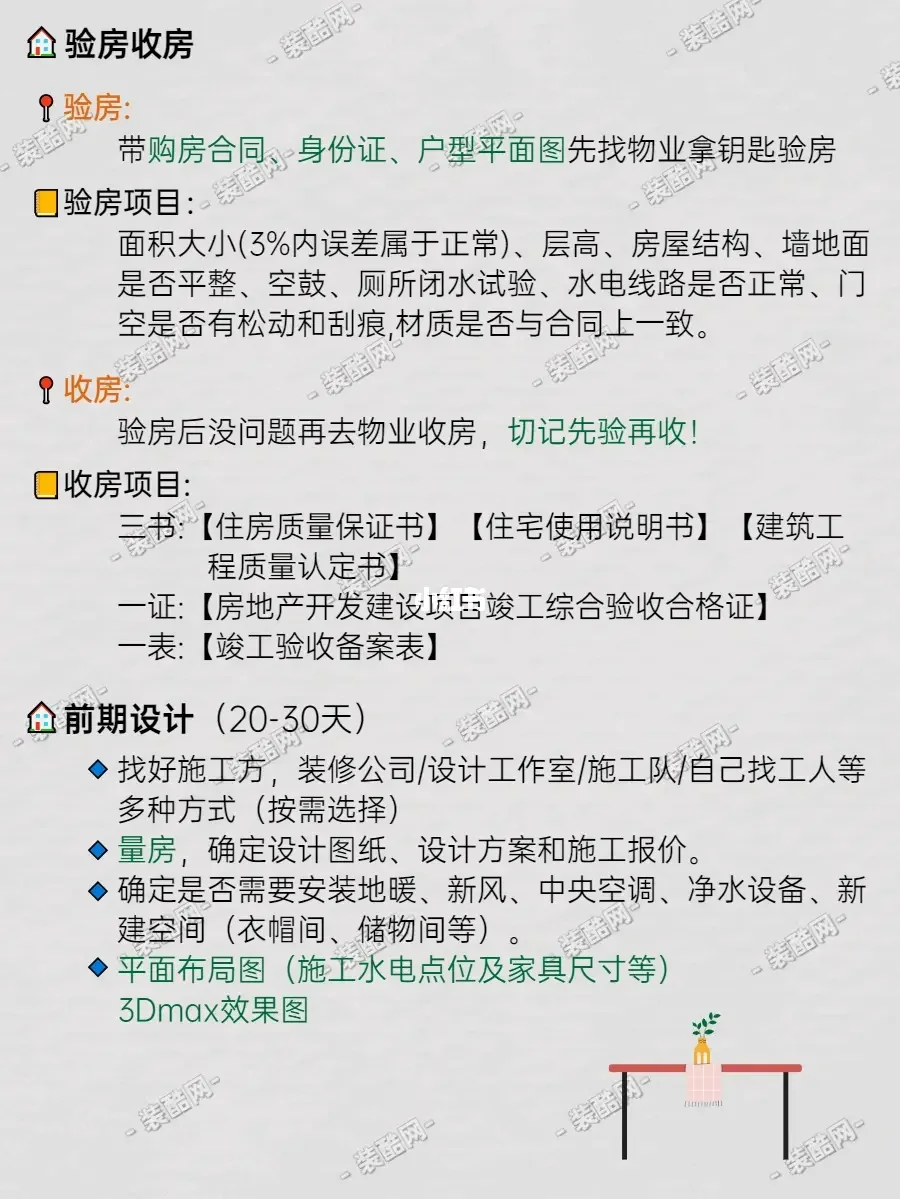 验房收房
验房:
带购房合同、身份证、户型平面图先找物业拿钥匙验房
验房项目:
面积大小(3%内误差属于正常)、层高、房屋结构、墙地面
是否平整、空鼓、厕所闭水试验、水电线路是否正常、门
空是否有松动和刮痕,材质是否与合同上一致。
收房:
验房后没问题再去物业收房，切记先验再收!
收房项目:
三书:【住房质量保证书】【住宅使用说明书】【建筑工
程质量认定书】
一证:【房地产开发建设项目竣工综合验收合格证】
小红书
一表:【竣工验收备案表】
前期设计（20-30天）
找好施工方，装修公司/设计工作室/施工队/自己找工人等
多种方式（按需选择）
量房，确定设计图纸、设计方案和施工报价。
确定是否需要安装地暖、新风、中央空调、净水设备、新
建空间（衣帽间、储物间等）。
平面布局图（施工水电点位及家具尺寸等）
3Dmax效果图
-装酷网-